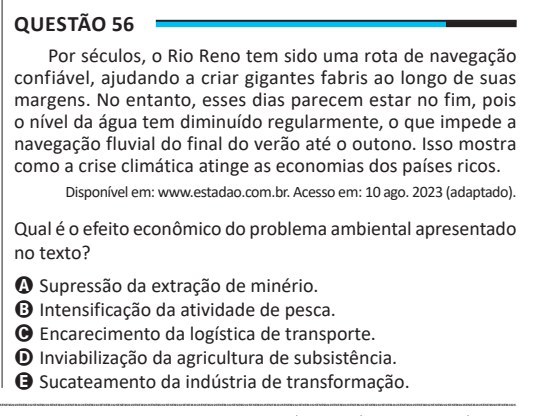 QUESTÃO 56
Por séculos, o Rio Reno tem sido uma rota de navegação
confiável, ajudando a criar gigantes fabris ao longo de suas
margens. No entanto, esses dias parecem estar no fim, pois
o nível da água tem diminuído regularmente, o que impede a
navegação fluvial do final do verão até o outono. Isso mostra
como a crise climática atinge as economias dos países ricos.
Disponível em: www.estadao.com.br. Acesso em: 10 ago. 2023 (adaptado).
Qual é o efeito econômico do problema ambiental apresentado
no texto?
A Supressão da extração de minério.
B Intensificação da atividade de pesca.
C Encarecimento da logística de transporte.
D Inviabilização da agricultura de subsistência.
E Sucateamento da indústria de transformação.